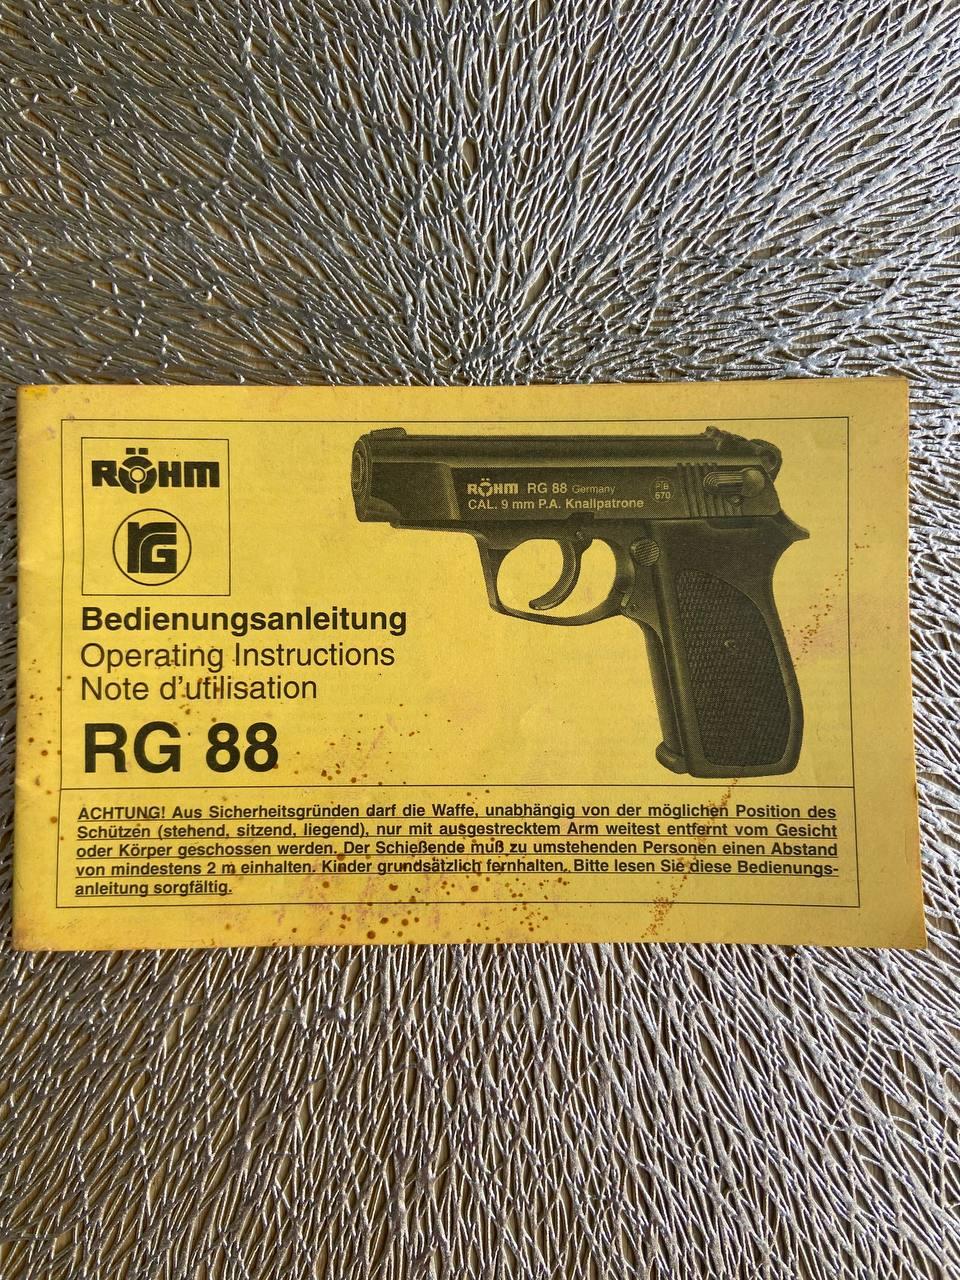 RÖHM
rG
Bedienungsanleitung
Operating Instructions
Note d'utilisation
RG 88
RÖHM RG 88 Germany
CAL. 9 mm P.A. Knallpatrone
PTB
570
ACHTUNG! Aus Sicherheitsgründen darf die Waffe, unabhängig von der möglichen Position des
Schützen (stehend, sitzend, liegend), nur mit ausgestrecktem Arm weitest entfernt vom Gesicht
oder Körper geschossen werden. Der Schießende muß zu umstehenden Personen einen Abstand
von mindestens 2 m einhalten. Kinder grundsätzlich fernhalten. Bitte lesen Sie diese Bedienungs-
anleitung sorgfältig.